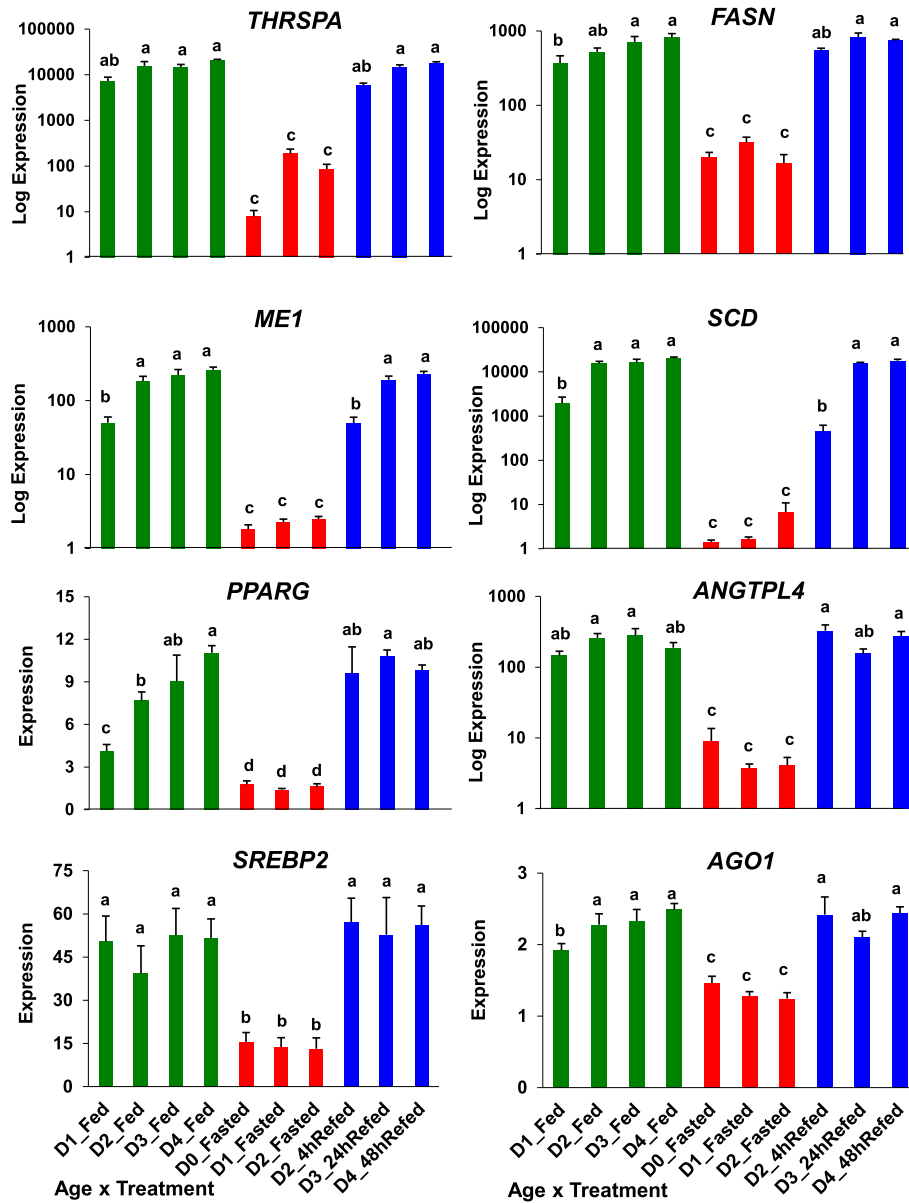 THRSPA
Log Expression
100000
10000
1000
100
10
1
ab a a a c c c ab a a
FASN
Log Expression
1000
100
10
1
b ab a a c c c ab a a
ME1
Log Expression
1000
100
10
1
b a a a c c c b a a
SCD
Log Expression
100000
10000
1000
100
10
1
b a a a c c c b a a
PPARG
Expression
15
12
9
6
3
0
c b ab a d d d ab a ab
ANGTPL4
Log Expression
1000
100
10
1
ab a a ab c c c a ab a
SREBP2
Expression
75
60
45
30
15
0
a a a a b b b a a a
D1_Fed
D2_Fed
D3_Fed
D4_Fed
D0_Fasted
D1_Fasted
D2_Fasted
D2_4hRefed
D3_24hRefed
D4_48hRefed
Age x Treatment
AGO1
Expression
3
2
1
0
b a a a c c c a ab a
D1_Fed
D2_Fed
D3_Fed
D4_Fed
D0_Fasted
D1_Fasted
D2_Fasted
D2_4hRefed
D3_24hRefed
D4_48hRefed
Age x Treatment